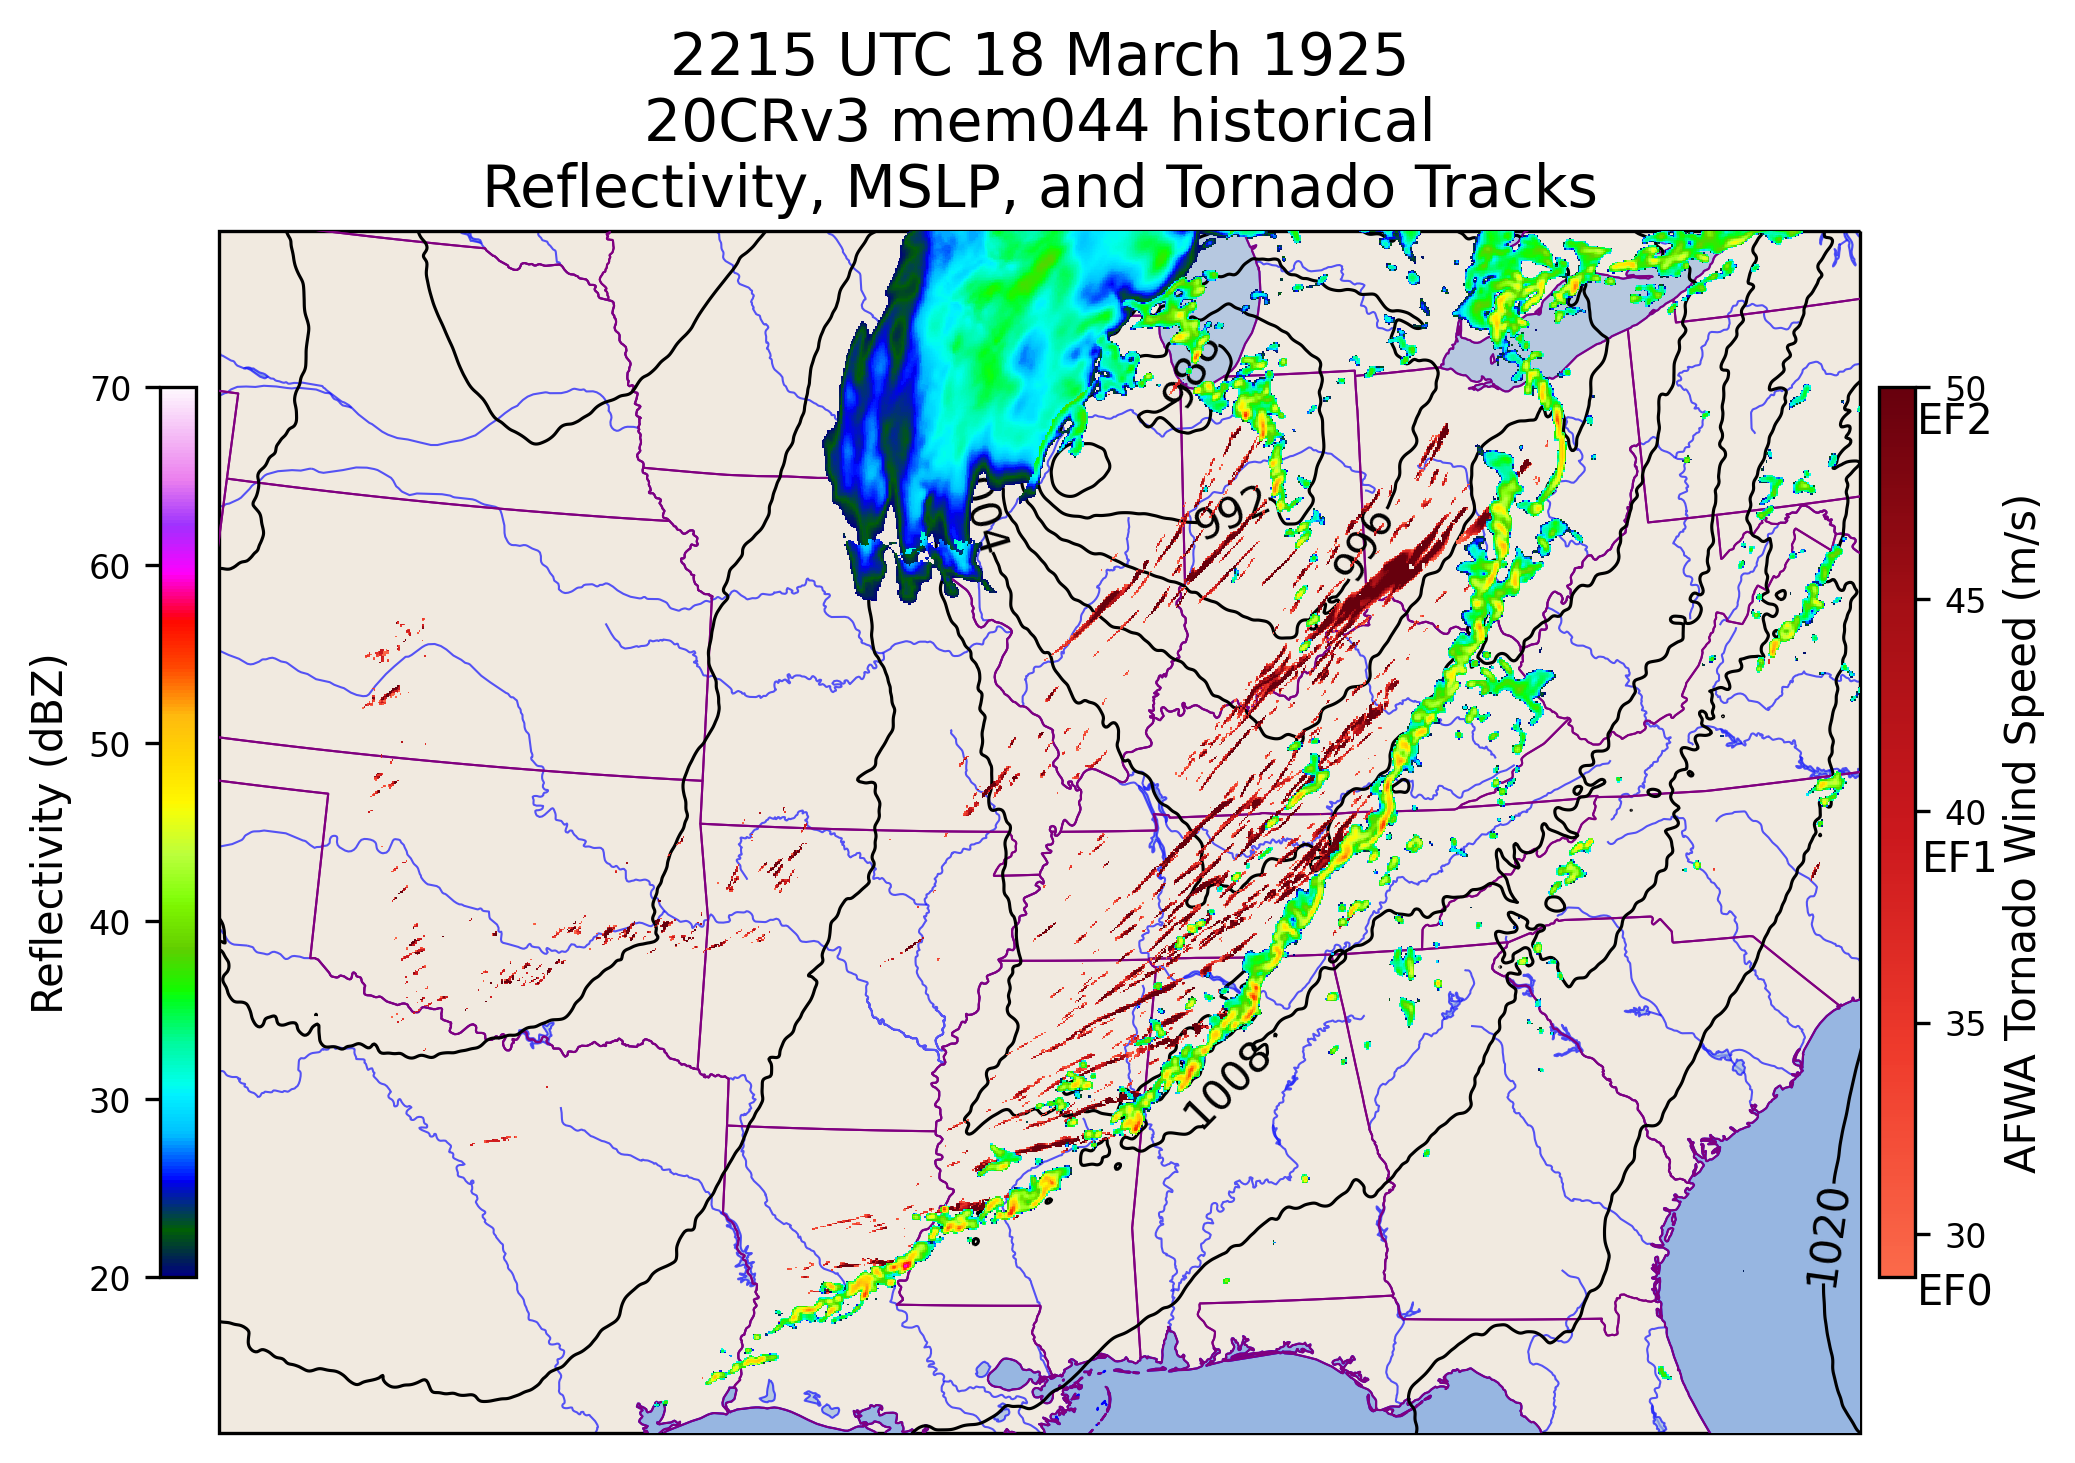 2215 UTC 18 March 1925
20CRv3 mem044 historical
Reflectivity, MSLP, and Tornado Tracks
Reflectivity (dBZ)
70
60
50
40
30
20
988
992
996
1008
1020
50
EF2
45
40
EF1
35
30
EF0
AFWA Tornado Wind Speed (m/s)